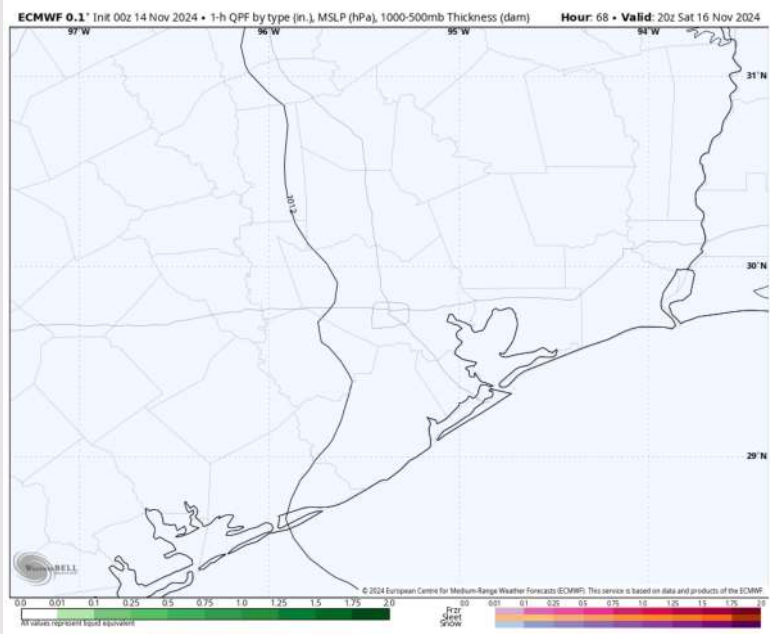 ECMWF 0.1° Init 00z 14 Nov 2024 • 1-h QPF by type (in.), MSLP (hPa), 1000-500mb Thickness (dam) Hour: 68 • Valid: 20z Sat 16 Nov 2024
97°W 96°W 95°W 94°W
31°N
1012
30°N
29°N
WeatherBELL
© 2024 European Centre for Medium-Range Weather Forecasts (ECMWF). This service is based on data and products of the ECMWF
0.0 0.01 0.1 0.25 0.5 0.75 1.0 1.25 1.5 1.75 2.0
0.0 0.01 0.1 0.25 0.5 0.75 1.0 1.25 1.5 1.75 2.0
Frzr
Sleet
Snow
All values represent liquid equivalent